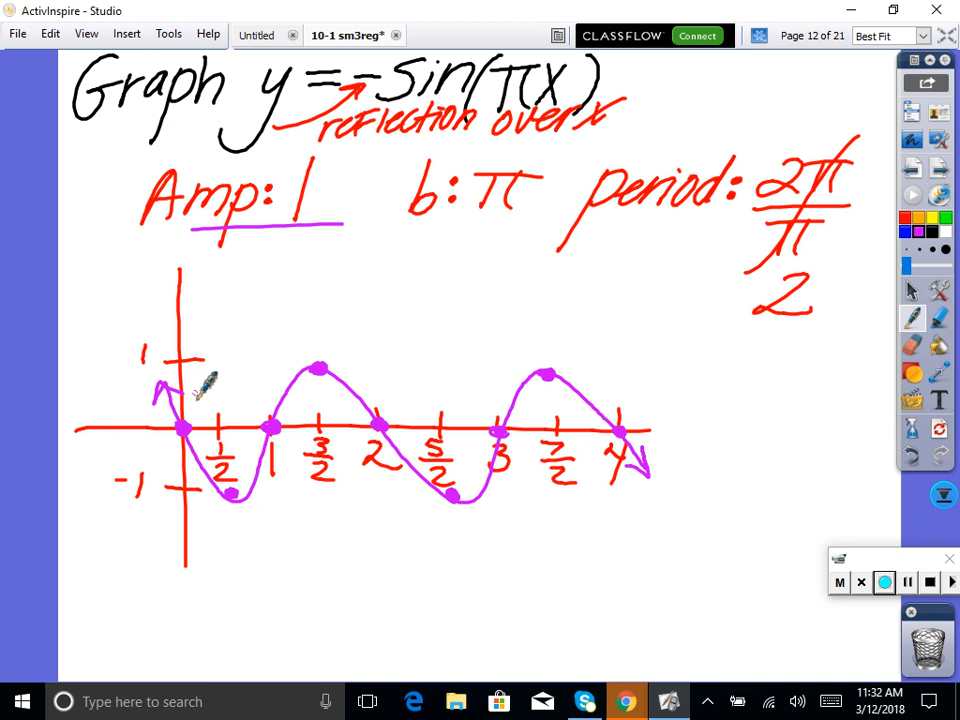 ActivInspire - Studio
File Edit View Insert Tools Help
Untitled 10-1 sm3reg*
CLASSFLOW Connect
Page 12 of 21 Best Fit
Graph y = -sin(πx)
reflection over x
Amp: 1 b: π period: 2π/π
2
1
1/2 1 3/2 2 5/2 3 7/2 4
-1
M
Type here to search
11:32 AM
3/12/2018